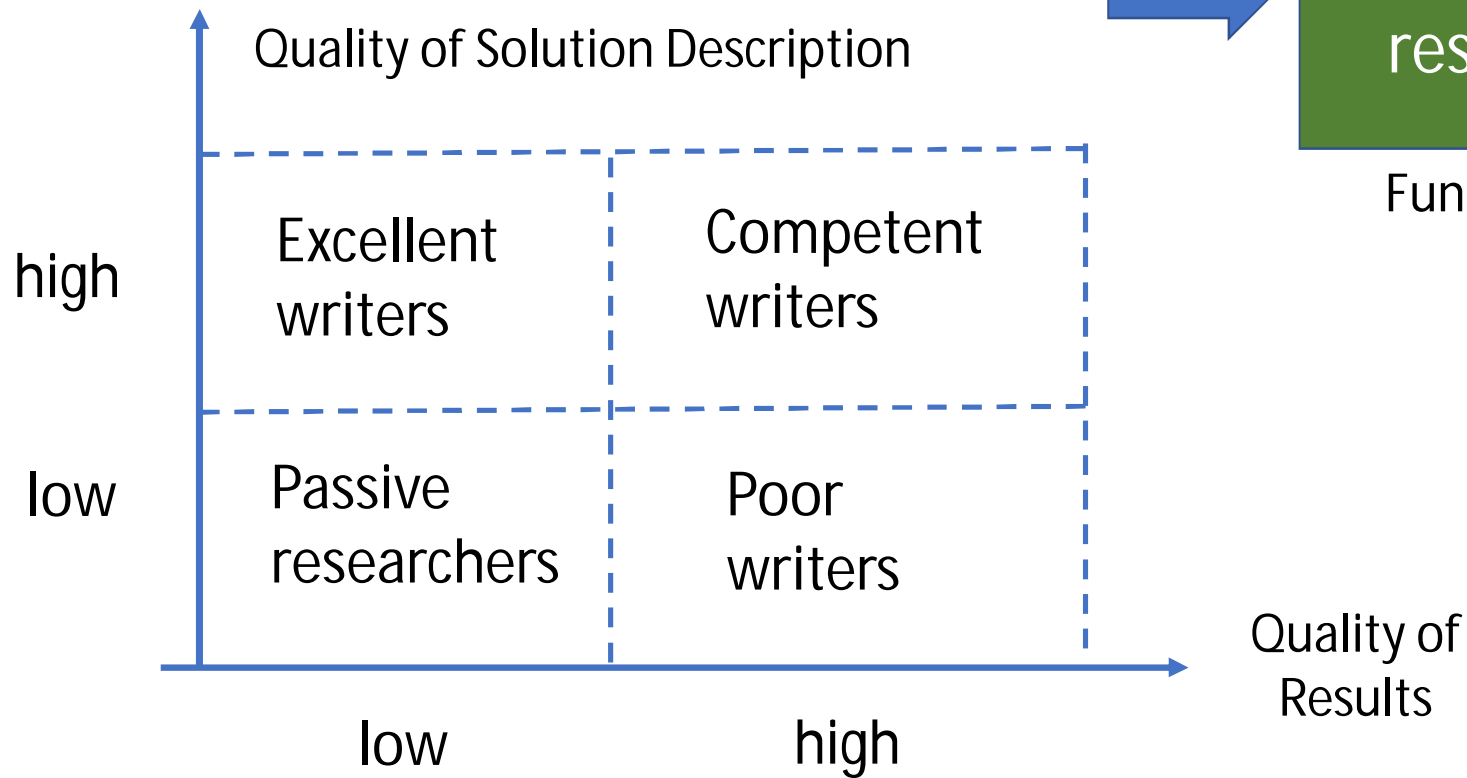 Quality of Solution Description
res
Fun
high
Excellent
writers
Competent
writers
low
Passive
researchers
Poor
writers
Quality of
Results
low
high